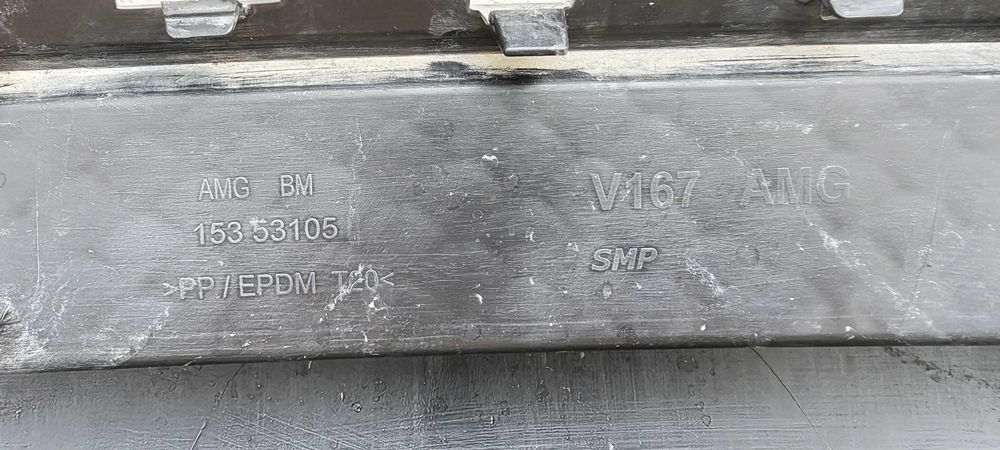 AMG BM
153 53105
>PP/EPDM T20<
V167 AMG
SMP